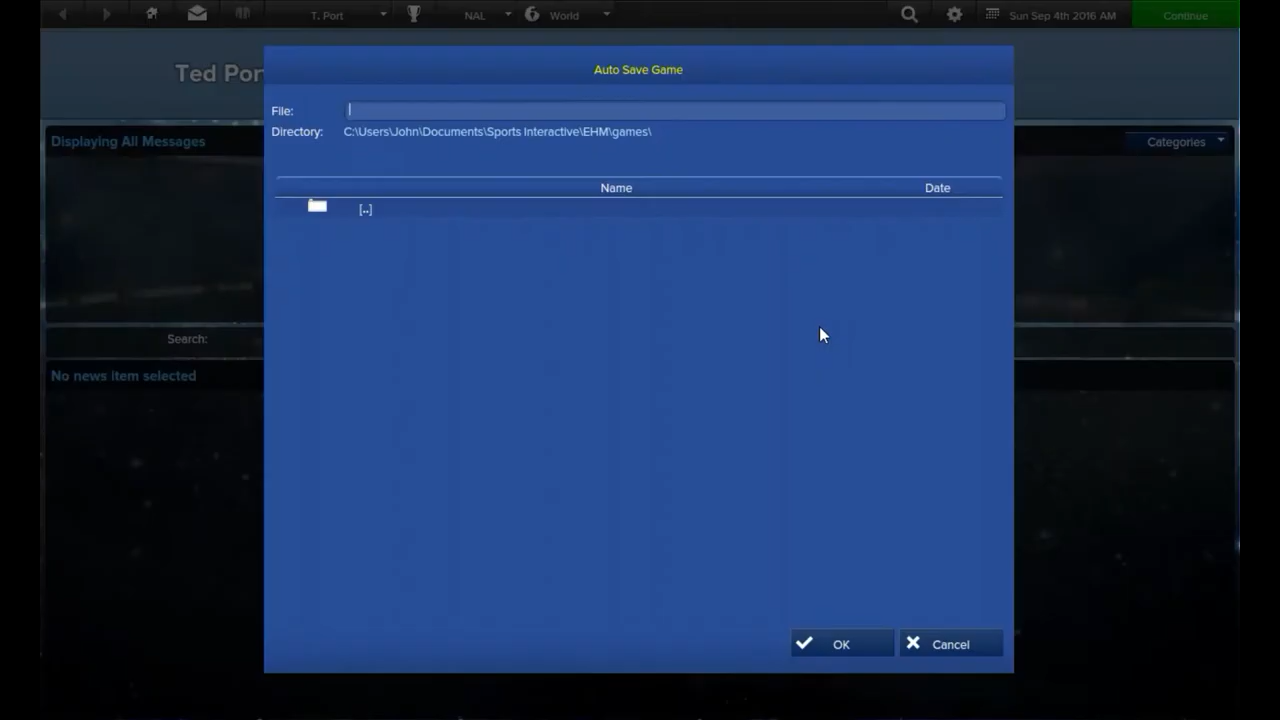 T. Port
NAL
World
Sun Sep 4th 2016 AM
Continue
Ted Por
Auto Save Game
File:
Directory: C:\Users\John\Documents\Sports Interactive\EHM\games\
Displaying All Messages
Categories
Name
Date
[..]
Search:
No news item selected
OK
Cancel